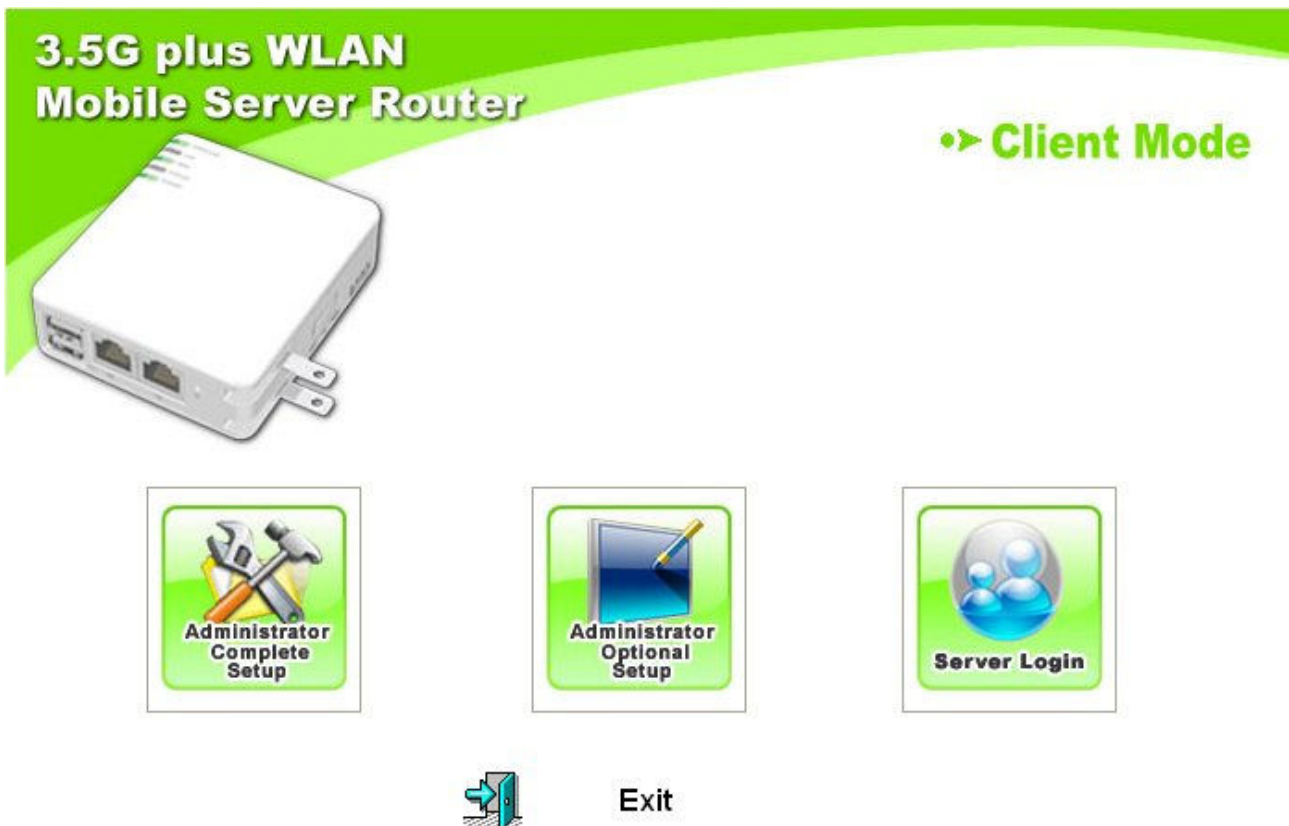 3.5G plus WLAN
Mobile Server Router
Client Mode
Administrator
Complete
Setup
Administrator
Optional
Setup
Server Login
Exit